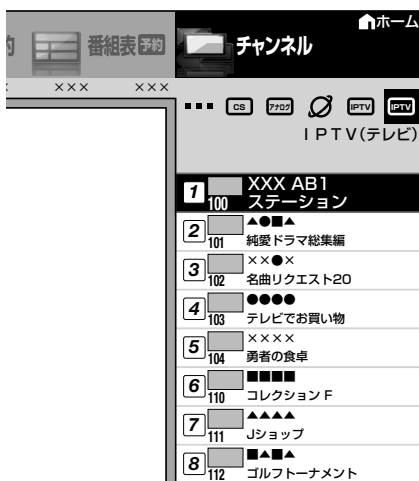 約
番組表 予約
チャンネル
ホーム
××× ×××
CS アナログ IPTV IPTV
IPTV(テレビ)
1 100 XXX AB1
ステーション
2 101 ▲●■▲
純愛ドラマ総集編
3 102 ××●×
名曲リクエスト20
4 103 ●●●●
テレビでお買い物
5 104 ××××
勇者の食卓
6 110 ■■■■
コレクションF
7 111 ▲▲▲▲
Jショップ
8 112 ■▲■▲
ゴルフトーナメント